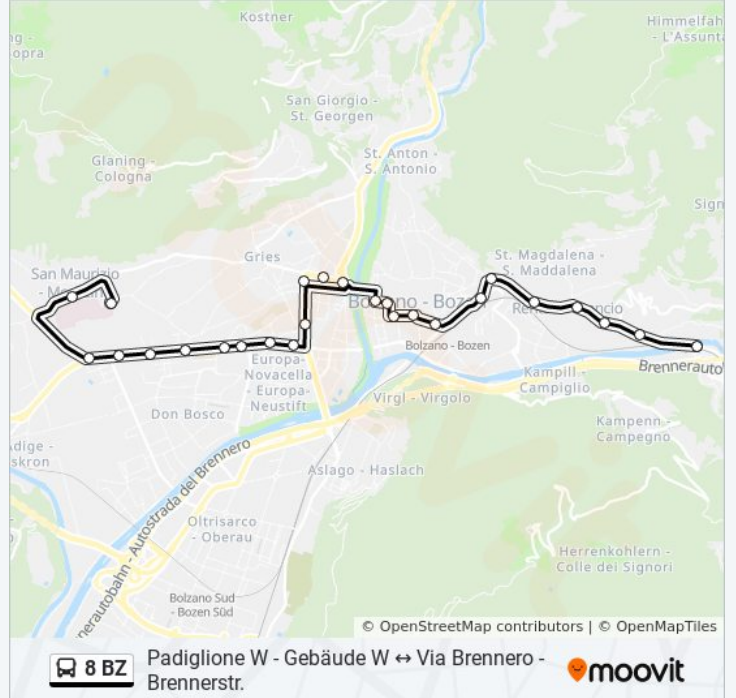 Kostner
Himmelfah
- L'Assunta
ng -
opra
San Giorgio -
St. Georgen
St. Anton -
S. Antonio
Glaning -
Cologna
Sign
Gries
St. Magdalena -
S. Maddalena
San Maurizio
Bolzano - Bozen
Bolzano - Bozen
Brennerauto
Europa-
Novacella
- Europa-
Neustift
Kampill -
Campiglio
Virgl - Virgolo
Don Bosco
Kampenn -
Campegno
dige -
skron
Aslago - Haslach
nerautobahn - Autostrada del Brennero
Oltrisarco
- Oberau
Herrenkohlern -
Colle dei Signori
Bolzano Sud
- Bozen Süd
© OpenStreetMap contributors | © OpenMapTiles
8 BZ
Padiglione W - Gebäude W ↔ Via Brennero -
Brennerstr.
moovit